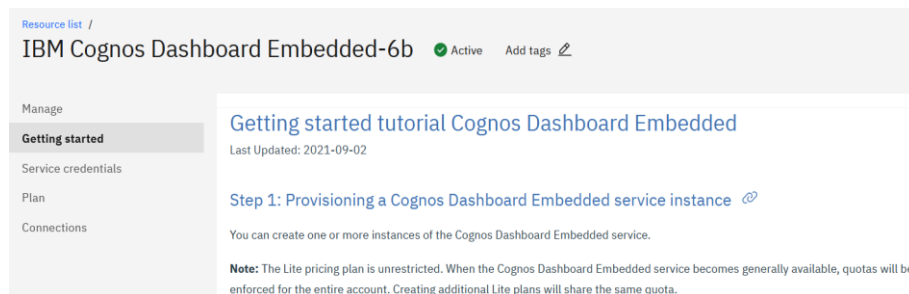 Resource list /
IBM Cognos Dashboard Embedded-6b Active Add tags
Manage
Getting started
Service credentials
Plan
Connections
Getting started tutorial Cognos Dashboard Embedded
Last Updated: 2021-09-02
Step 1: Provisioning a Cognos Dashboard Embedded service instance
You can create one or more instances of the Cognos Dashboard Embedded service.
Note: The Lite pricing plan is unrestricted. When the Cognos Dashboard Embedded service becomes generally available, quotas will be
enforced for the entire account. Creating additional Lite plans will share the same quota.